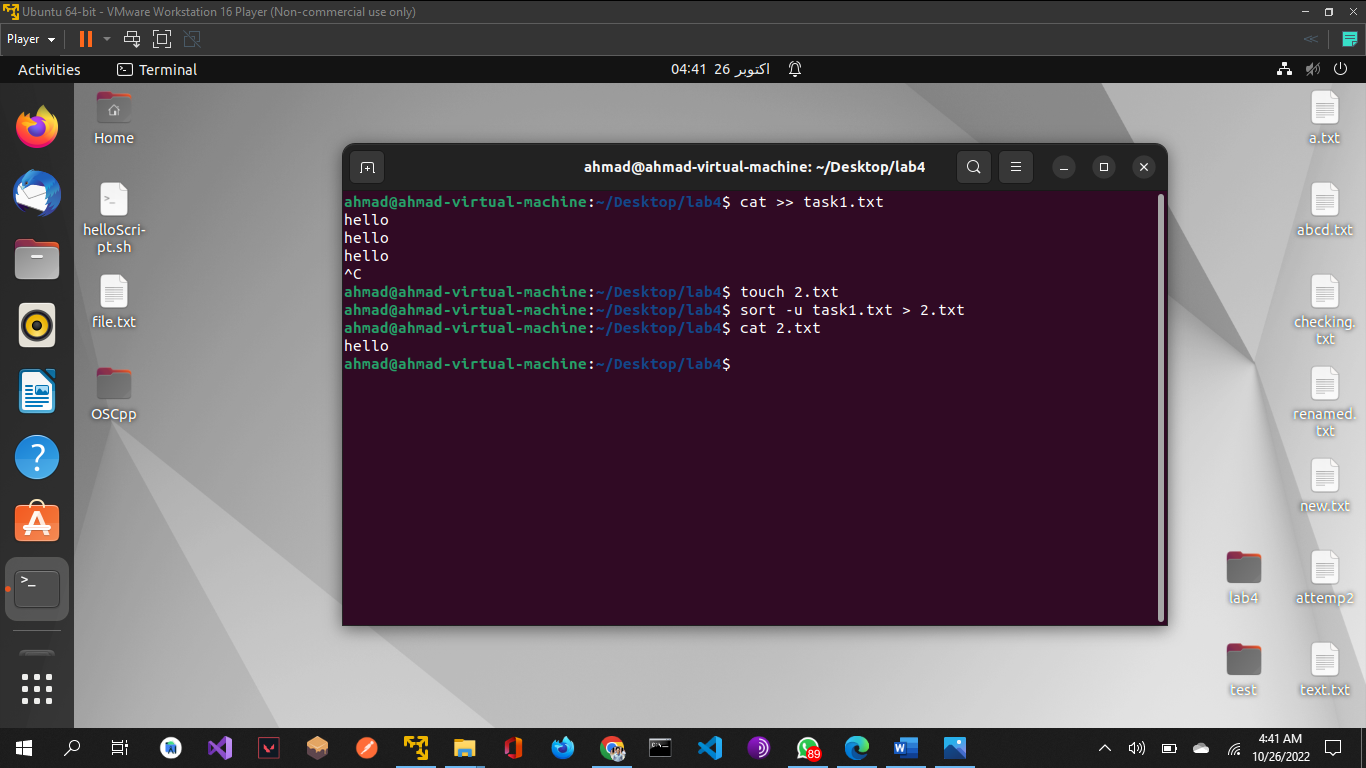 Ubuntu 64-bit - VMware Workstation 16 Player (Non-commercial use only)
Player
Activities
Terminal
04:41 26 اكتوبر
Home
helloScri-
pt.sh
file.txt
OSCpp
ahmad@ahmad-virtual-machine: ~/Desktop/lab4
ahmad@ahmad-virtual-machine:~/Desktop/lab4$ cat >> task1.txt
hello
hello
hello
^C
ahmad@ahmad-virtual-machine:~/Desktop/lab4$ touch 2.txt
ahmad@ahmad-virtual-machine:~/Desktop/lab4$ sort -u task1.txt > 2.txt
ahmad@ahmad-virtual-machine:~/Desktop/lab4$ cat 2.txt
hello
ahmad@ahmad-virtual-machine:~/Desktop/lab4$
a.txt
abcd.txt
checking.
txt
renamed.
txt
new.txt
lab4
attemp2
test
text.txt
89
4:41 AM
10/26/2022